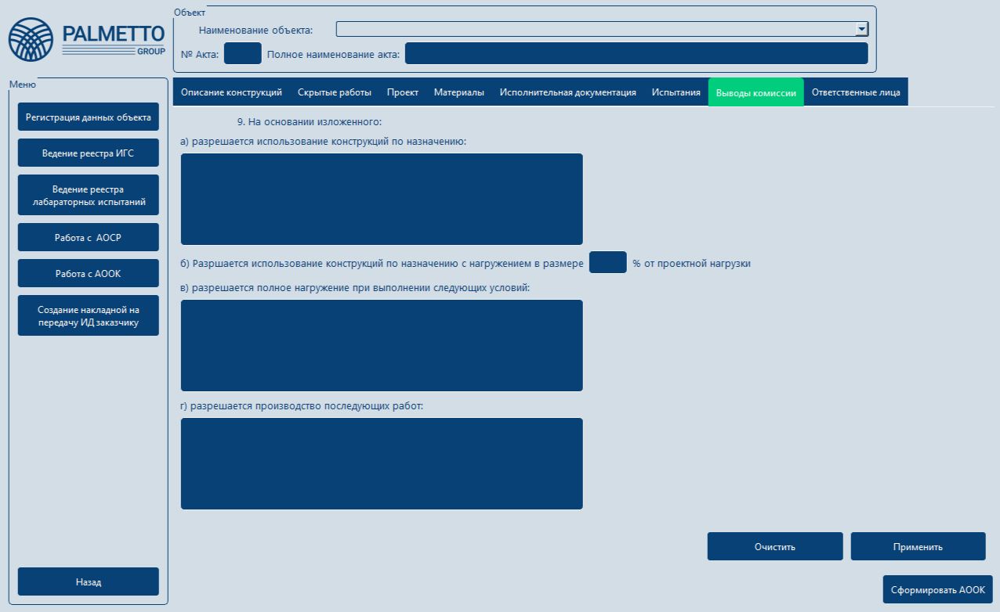 PALMETTO
GROUP
Объект
Наименование объекта:
№ Акта:
Полное наименование акта:
Меню
Регистрация данных объекта
Ведение реестра ИГС
Ведение реестра
лабараторных испытаний
Работа с АОСР
Работа с АООК
Создание накладной на
передачу ИД заказчику
Назад
Описание конструкций Скрытые работы Проект Материалы Исполнительная документация Испытания Выводы комиссии Ответственные лица
9. На основании изложенного:
а) разрешается использование конструкций по назначению:
б) Разршается использование конструкций по назначению с нагружением в размере % от проектной нагрузки
в) разрешается полное нагружение при выполнении следующих условий:
г) разрешается производство последующих работ:
Очистить Применить
Сформировать АООК